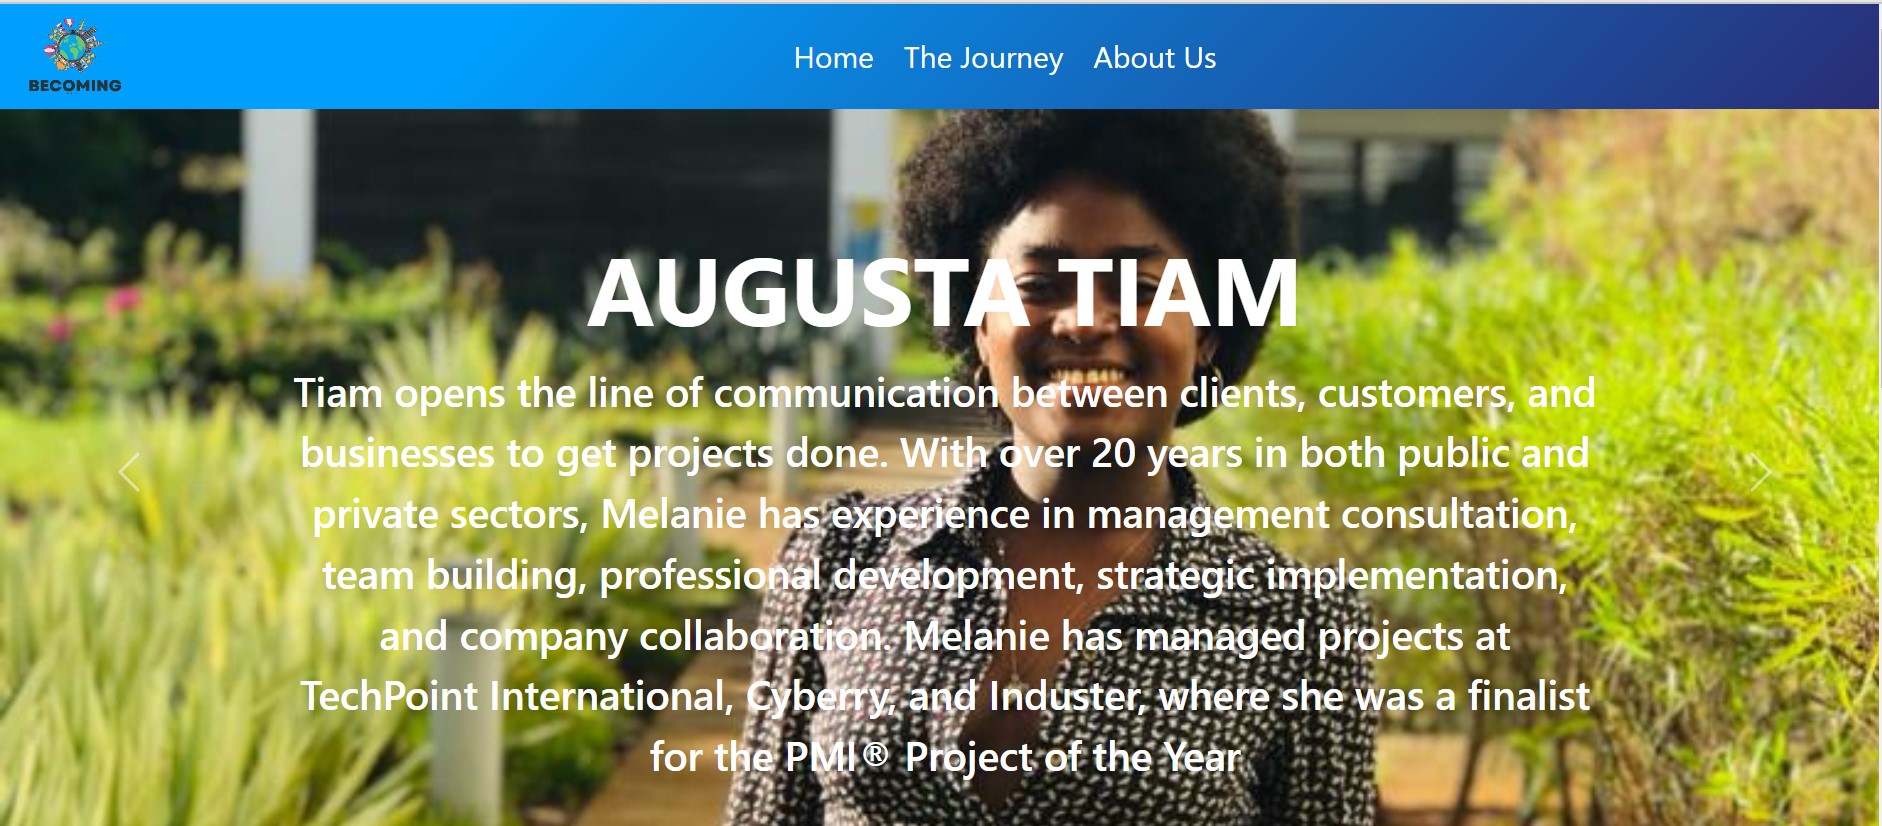 BECOMING
Home The Journey About Us
AUGUSTA TIAM
Tiam opens the line of communication between clients, customers, and
businesses to get projects done. With over 20 years in both public and
private sectors, Melanie has experience in management consultation,
team building, professional development, strategic implementation,
and company collaboration. Melanie has managed projects at
TechPoint International, Cyberry, and Induster, where she was a finalist
for the PMI® Project of the Year